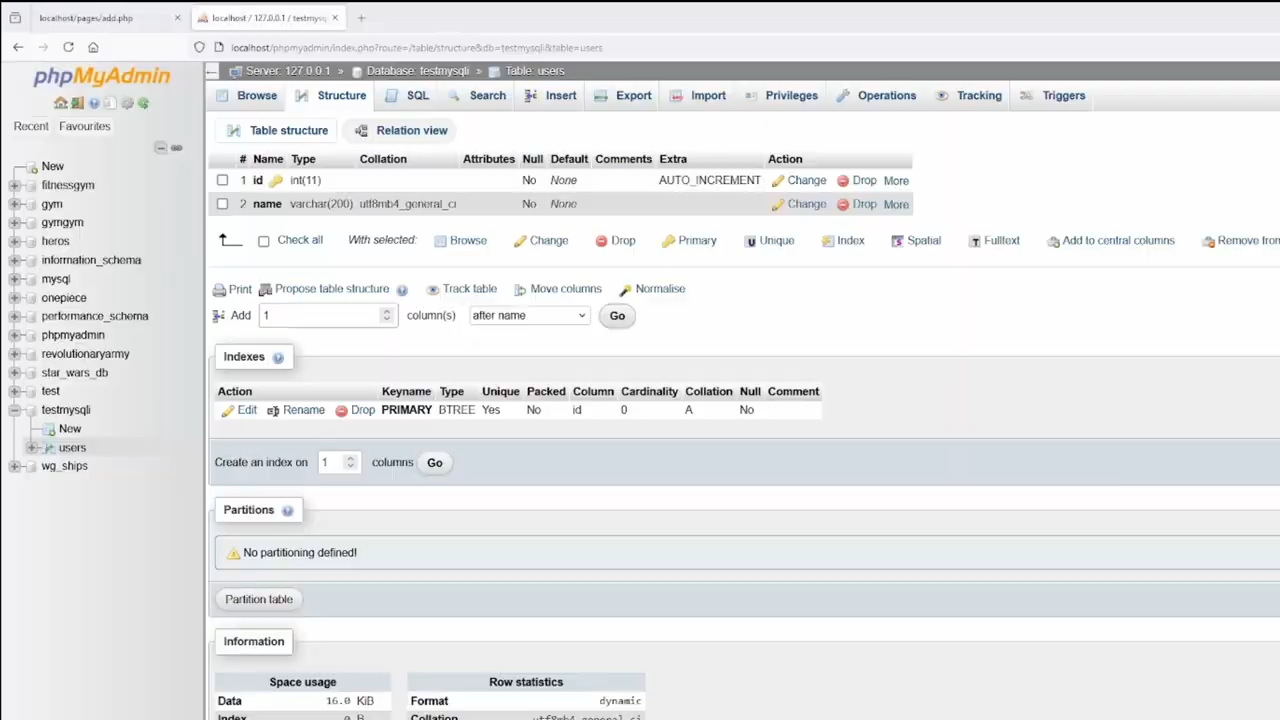 localhost/pages/add.php
localhost / 127.0.0.1 / testmysq
localhost/phpmyadmin/index.php?route=/table/structure&db=testmysqli&table=users
phpMyAdmin
Recent Favourites
New
fitnessgym
gym
gymgym
heros
information_schema
mysql
onepiece
performance_schema
phpmyadmin
revolutionaryarmy
star_wars_db
test
testmysqli
New
users
wg_ships
Server: 127.0.0.1 » Database: testmysqli » Table: users
Browse Structure SQL Search Insert Export Import Privileges Operations Tracking Triggers
Table structure Relation view
# Name Type Collation Attributes Null Default Comments Extra Action
1 id int(11) No None AUTO_INCREMENT Change Drop More
2 name varchar(200) utf8mb4_general_ci No None Change Drop More
Check all With selected: Browse Change Drop Primary Unique Index Spatial Fulltext Add to central columns Remove from
Print Propose table structure Track table Move columns Normalise
Add 1 column(s) after name Go
Indexes
Action Keyname Type Unique Packed Column Cardinality Collation Null Comment
Edit Rename Drop PRIMARY BTREE Yes No id 0 A No
Create an index on 1 columns Go
Partitions
No partitioning defined!
Partition table
Information
Space usage Row statistics
Data 16.0 KiB Format dynamic
Index 0 B Collation utf8mb4_general_ci